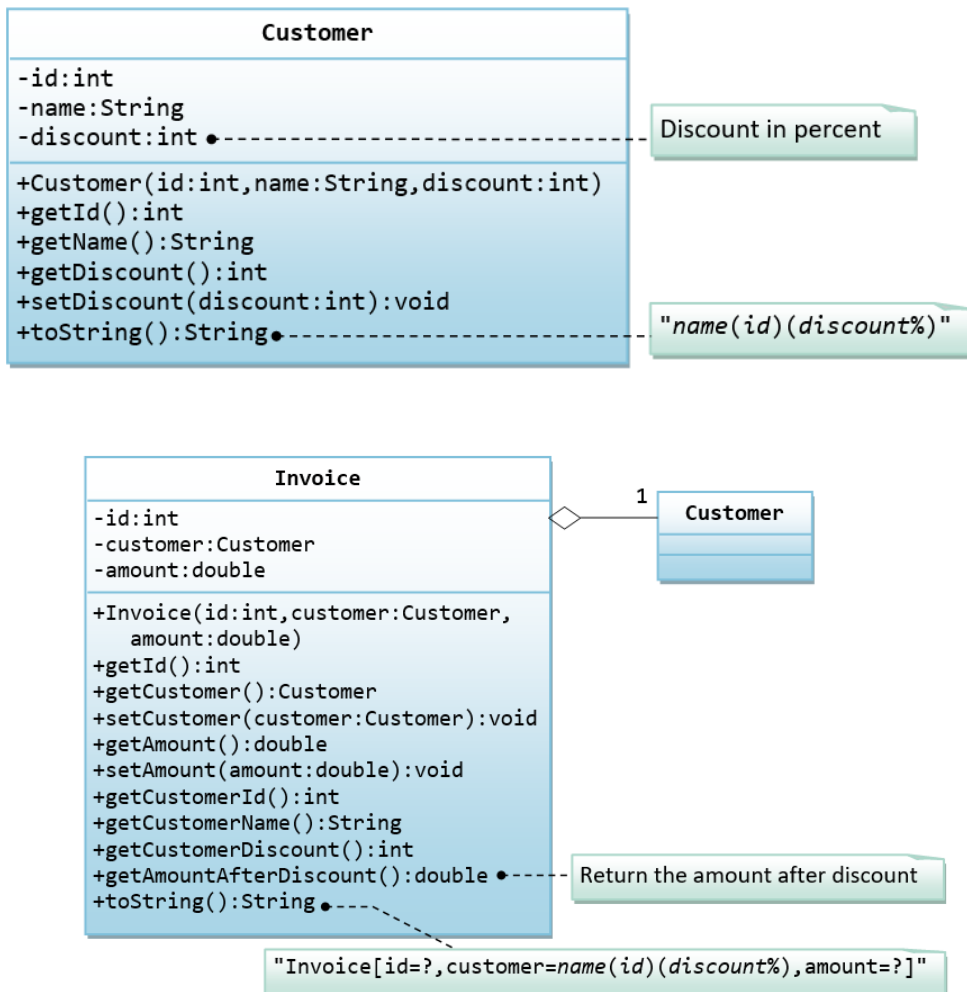 Customer
-id:int
-name:String
-discount:int
Discount in percent
+Customer(id:int,name:String,discount:int)
+getId():int
+getName():String
+getDiscount():int
+setDiscount(discount:int):void
+toString():String
"name(id)(discount%)"
Invoice
-id:int
-customer:Customer
-amount:double
1
Customer
+Invoice(id:int,customer:Customer,
amount:double)
+getId():int
+getCustomer():Customer
+setCustomer(customer:Customer):void
+getAmount():double
+setAmount(amount:double):void
+getCustomerId():int
+getCustomerName():String
+getCustomerDiscount():int
+getAmountAfterDiscount():double
Return the amount after discount
+toString():String
"Invoice[id=?,customer=name(id)(discount%),amount=?]"